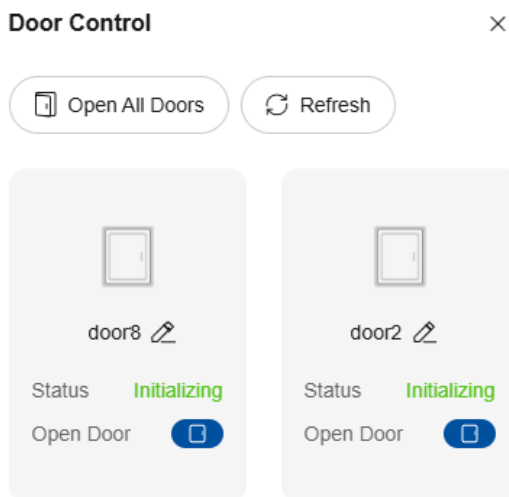 Door Control
Open All Doors Refresh
door8 door2
Status Initializing Status Initializing
Open Door Open Door